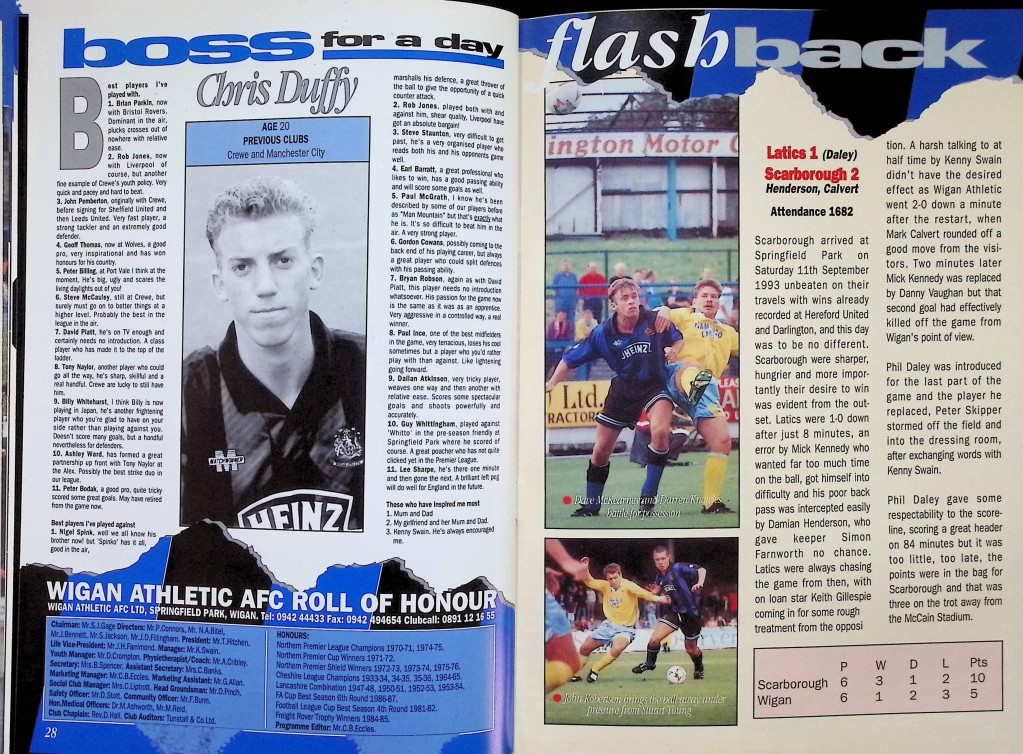 boss for a day
Chris Duffy
Best players I've
played with.
1. Brian Parkin, now
with Bristol Rovers.
Dominant in the air,
plucks crosses out of
nowhere with relative
ease.
2. Rob Jones, now
with Liverpool of
course, but another
fine example of Crewe's youth policy. Very
quick and pacey and hard to beat.
3. John Pemberton, orginally with Crewe,
before signing for Sheffield United and
then Leeds United. Very fast player, a
strong tackler and an extremely good
defender.
4. Geoff Thomas, now at Wolves, a good
pro, very inspirational and has won
honours for his country.
5. Peter Billing, at Port Vale I think at the
moment. He's big, ugly and scares the
living daylights out of you!
6. Steve McCauley, still at Crewe, but
surely must go on to better things at a
higher level. Probably the best in the
league in the air.
7. David Platt, he's on TV enough and
certainly needs no introduction. A class
player who has made it to the top of the
ladder.
8. Tony Naylor, another player who could
go all the way, he's sharp, skillful and a
real handful. Crewe are lucky to still have
him.
9. Billy Whitehurst, I think Billy is now
playing in Japan, he's another frightening
player who you're glad to have on your
side rather than playing against you.
Doesn't score many goals, but a handful
nevertheless for defenders.
10. Ashley Ward, has formed a great
partnership up front with Tony Naylor at
the Alex. Possibly the best strike duo in
our league.
11. Peter Bodak, a good pro, quite tricky
scored some great goals. May have retired
from the game now.
Best players I've played against
1. Nigel Spink, well we all know his
brother now! but 'Spinko' has it all,
good in the air,
AGE 20
PREVIOUS CLUBS
Crewe and Manchester City
MATCHWINNER
HEINZ
marshalls his defence, a great thrower of
the ball to give the opportunity of a quick
counter attack.
2. Rob Jones, played both with and
against him, shear quality, Liverpool have
got an absolute bargain!
3. Steve Staunton, very difficult to get
past, he's a very organised player who
reads both his and his opponents game
well.
4. Earl Barratt, a great professional who
likes to win, has a good passing ability
and will score some goals as well.
5. Paul McGrath, I know he's been
described by some of our players before
as "Man Mountain" but that's exactly what
he is. It's so difficult to beat him in the
air. A very strong player.
6. Gordon Cowans, possibly coming to the
back end of his playing career, but always
a great player who could split defences
with his passing ability.
7. Bryan Robson, again as with David
Platt, this player needs no introduction
whatsoever. His passion for the game now
is the same as it was as an apprentice.
Very aggressive in a controlled way, a real
winner.
8. Paul Ince, one of the best midfielders
in the game, very tenacious, loses his cool
sometimes but a player who you'd rather
play with than against. Like lightening
going forward.
9. Dalian Atkinson, very tricky player,
weaves one way and then another with
relative ease. Scores some spectacular
goals and shoots powerfully and
accurately.
10. Guy Whittingham, played against
'Whitto' in the pre-season friendly at
Springfield Park where he scored of
course. A great poacher who has not quite
clicked yet in the Premier League.
11. Lee Sharpe, he's there one minute
and then gone the next. A brilliant left peg
will do well for England in the future.
Those who have inspired me most
1. Mum and Dad
2. My girlfriend and her Mum and Dad.
3. Kenny Swain. He's always encouraged
me.
WIGAN ATHLETIC AFC ROLL OF HONOUR
WIGAN ATHLETIC AFC LTD, SPRINGFIELD PARK, WIGAN. Tel: 0942 44433 Fax: 0942 494654 Clubcall: 0891 12 16 55
Chairman: Mr.S.J.Gage Directors: Mr.P.Connors, Mr. N.A.Bitel,
Mr.J.Bennett, Mr.S.Jackson, Mr.J.D.Fillingham. President: Mr.T.Hitchen.
Life Vice-President: Mr.J.H.Fammond. Manager: Mr.K.Swain.
Youth Manager: Mr.D.Crompton. Physiotherapist/Coach: Mr.A.Cribley.
Secretary: Mrs.B.Spencer. Assistant Secretary: Mrs.C.Banks.
Marketing Manager: Mr.C.B.Eccles. Marketing Assistant: Mr.G.Allan.
Social Club Manager: Mrs.C.Liptrott. Head Groundsman: Mr.D.Pinch.
Safety Officer: Mr.D.Stott. Community Officer: Mr.F.Bunn.
Hon.Medical Officers: Dr.M.Ashworth, Mr.M.Reid.
Club Chaplain: Rev.D.Hall. Club Auditors: Tunstall & Co.Ltd.
HONOURS:
Northern Premier League Champions 1970-71, 1974-75.
Northern Premier Cup Winners 1971-72.
Northern Premier Shield Winners 1972-73, 1973-74, 1975-76.
Cheshire League Champions 1933-34, 34-35, 35-36, 1964-65.
Lancashire Combination 1947-48, 1950-51, 1952-53, 1953-54.
FA Cup Best Season 6th Round 1986-87.
Football League Cup Best Season 4th Round 1981-82.
Freight Rover Trophy Winners 1984-85.
Programme Editor: Mr.C.B.Eccles.
28
flashback
ington Motor C
Ltd.
RACTORS
HEINZ
Dave McKearney and Darren Knowles
battle for possession
John Robertson brings the ball away under
pressure from Stuart Young
Latics 1 (Daley)
Scarborough 2
Henderson, Calvert
Attendance 1682
Scarborough arrived at
Springfield Park on
Saturday 11th September
1993 unbeaten on their
travels with wins already
recorded at Hereford United
and Darlington, and this day
was to be no different.
Scarborough were sharper,
hungrier and more impor-
tantly their desire to win
was evident from the out-
set. Latics were 1-0 down
after just 8 minutes, an
error by Mick Kennedy who
wanted far too much time
on the ball, got himself into
difficulty and his poor back
pass was intercepted easily
by Damian Henderson, who
gave keeper Simon
Farnworth no chance.
Latics were always chasing
the game from then, with
on loan star Keith Gillespie
coming in for some rough
treatment from the opposi
tion. A harsh talking to at
half time by Kenny Swain
didn't have the desired
effect as Wigan Athletic
went 2-0 down a minute
after the restart, when
Mark Calvert rounded off a
good move from the visi-
tors. Two minutes later
Mick Kennedy was replaced
by Danny Vaughan but that
second goal had effectively
killed off the game from
Wigan's point of view.
Phil Daley was introduced
for the last part of the
game and the player he
replaced, Peter Skipper
stormed off the field and
into the dressing room,
after exchanging words with
Kenny Swain.
Phil Daley gave some
respectability to the score-
line, scoring a great header
on 84 minutes but it was
too little, too late, the
points were in the bag for
Scarborough and that was
three on the trot away from
the McCain Stadium.
P W D L Pts
Scarborough 6 3 1 2 10
Wigan 6 1 2 3 5